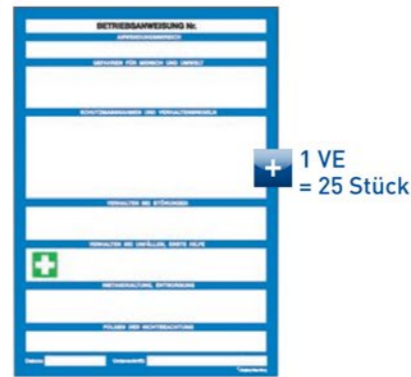 BETRIEBSANWEISUNG Nr.
ANWENDUNGSBEREICH
GEFAHREN FÜR MENSCH UND UMWELT
SCHUTZMASSNAHMEN UND VERHALTENSREGELN
VERHALTEN BEI STÖRUNGEN
VERHALTEN BEI UNFÄLLEN, ERSTE HILFE
INSTANDHALTUNG, ENTSORGUNG
FOLGEN DER NICHTBEACHTUNG
Datum: Unterschrift:
+ 1 VE
= 25 Stück